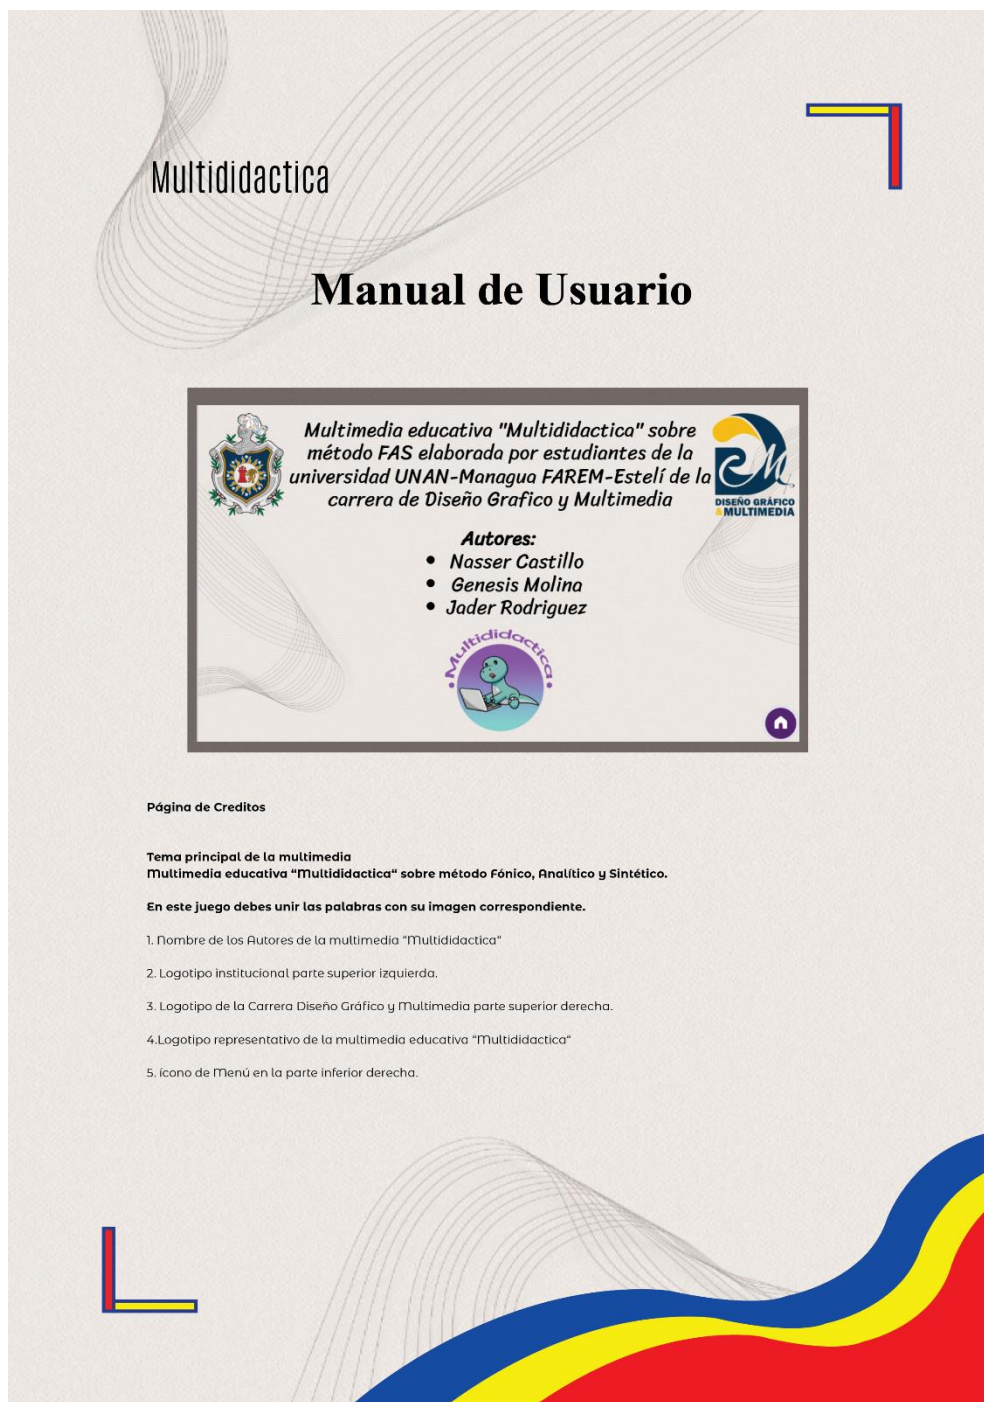 Multididactica
Manual de Usuario
Multimedia educativa "Multididactica" sobre
método FAS elaborada por estudiantes de la
universidad UNAN-Managua FAREM-Estelí de la
carrera de Diseño Grafico y Multimedia
DISEÑO GRÁFICO
&MULTIMEDIA
Autores:
• Nasser Castillo
• Genesis Molina
• Jader Rodriguez
• Multididactica •
Página de Creditos
Tema principal de la multimedia
Multimedia educativa “Multididactica“ sobre método Fónico, Analítico y Sintético.
En este juego debes unir las palabras con su imagen correspondiente.
1. Nombre de los Autores de la multimedia “Multididactica“
2. Logotipo institucional parte superior izquierda.
3. Logotipo de la Carrera Diseño Gráfico y Multimedia parte superior derecha.
4.Logotipo representativo de la multimedia educativa “Multididactica“
5. ícono de Menú en la parte inferior derecha.